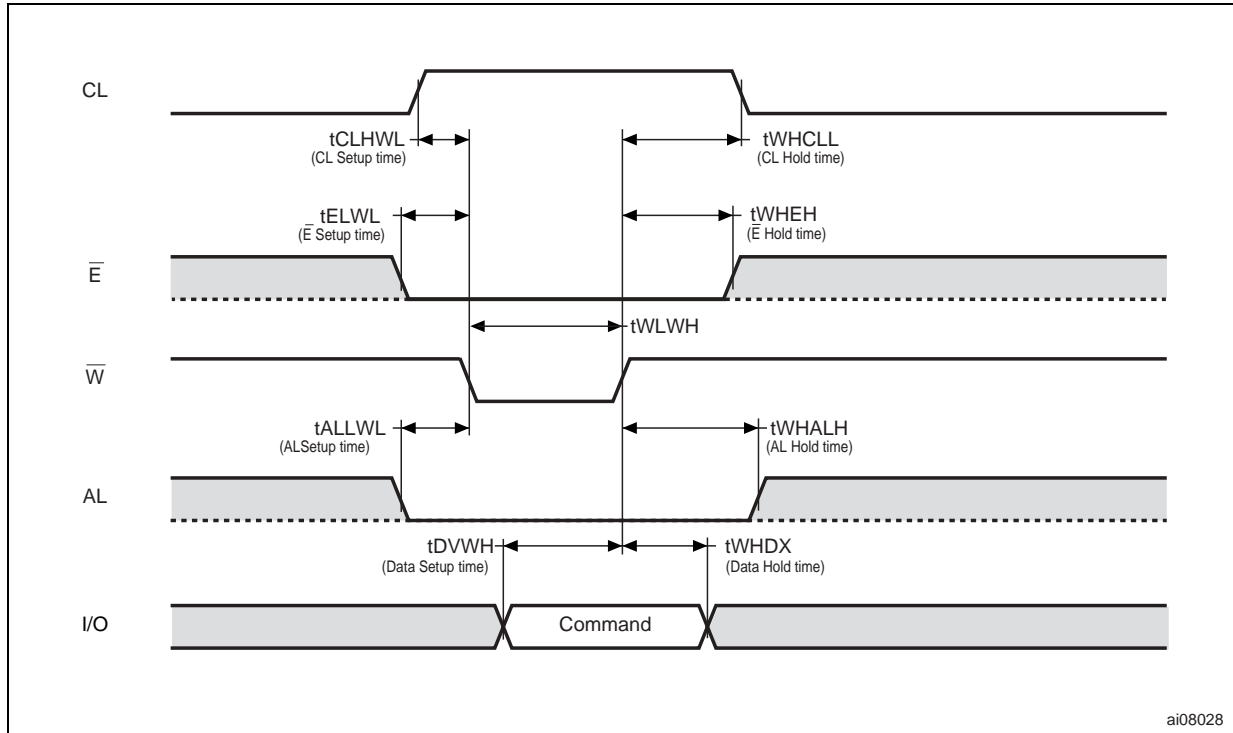 CL
tCLHWL
(CL Setup time)
tWHCLL
(CL Hold time)
tELWL
(E̅ Setup time)
tWHEH
(E̅ Hold time)
E̅
tWLWH
W̅
tALLWL
(ALSetup time)
tWHALH
(AL Hold time)
AL
tDVWH
(Data Setup time)
tWHDX
(Data Hold time)
I/O
Command
ai08028